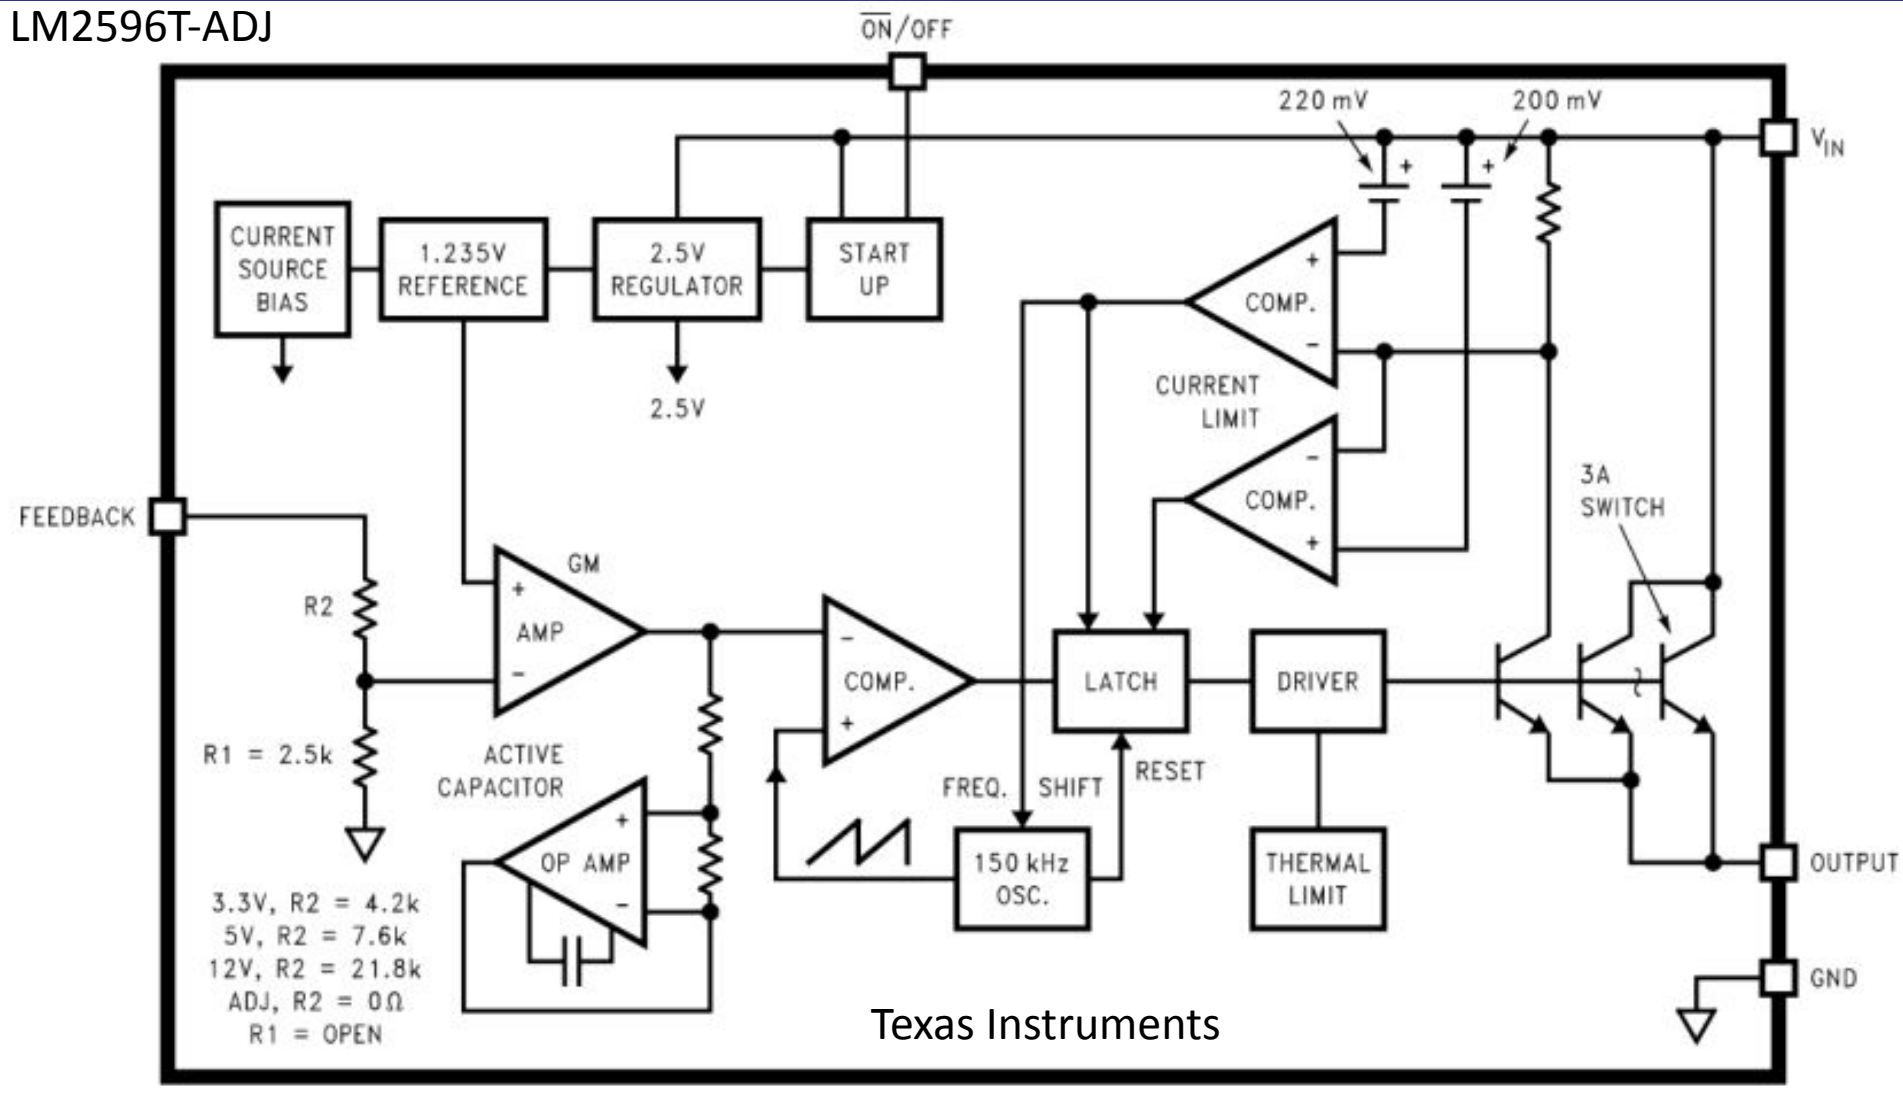 LM2596T-ADJ
ON/OFF
220 mV
200 mV
VIN
+
+
CURRENT
SOURCE
BIAS
1.235V
REFERENCE
2.5V
REGULATOR
START
UP
+
COMP.
-
2.5V
CURRENT
LIMIT
-
COMP.
+
3A
SWITCH
FEEDBACK
GM
+
AMP
-
R2
R1 = 2.5k
-
COMP.
+
LATCH
DRIVER
ACTIVE
CAPACITOR
+
OP AMP
-
FREQ. SHIFT
RESET
150 kHz
OSC.
THERMAL
LIMIT
OUTPUT
GND
3.3V, R2 = 4.2k
5V, R2 = 7.6k
12V, R2 = 21.8k
ADJ, R2 = 0Ω
R1 = OPEN
Texas Instruments